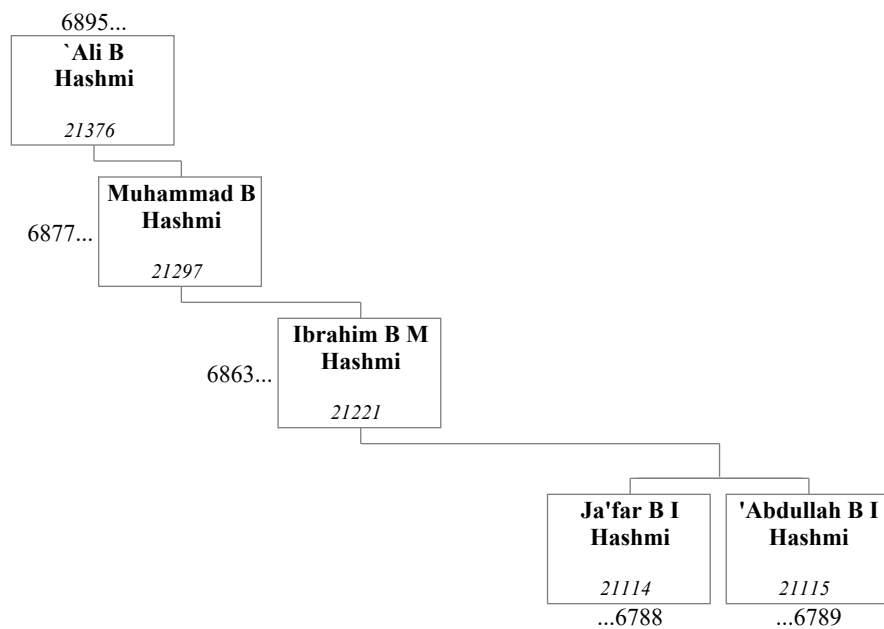 6895...
`Ali B
Hashmi
21376
Muhammad B
Hashmi
6877...
21297
Ibrahim B M
Hashmi
6863...
21221
Ja'far B I
Hashmi
21114
...6788
'Abdullah B I
Hashmi
21115
...6789